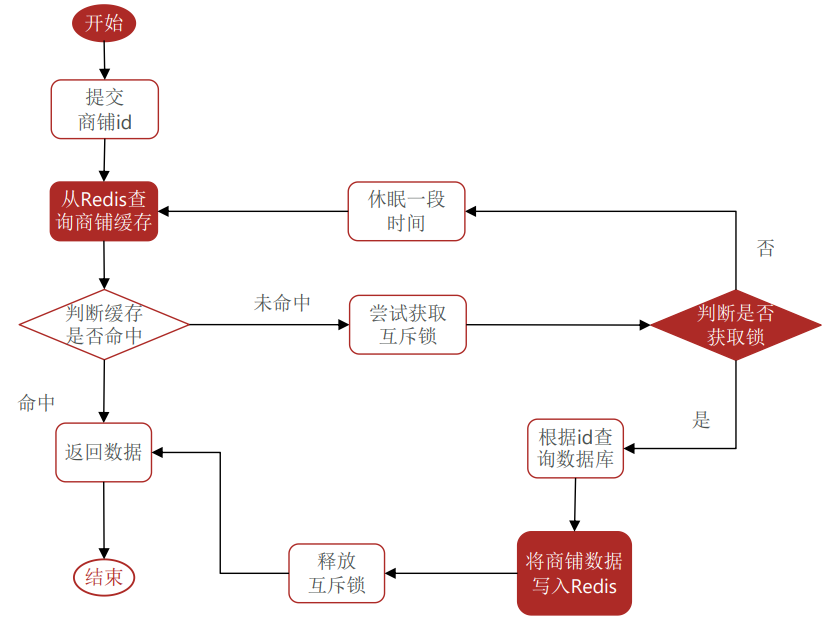 开始
提交
商铺id
从Redis查
询商铺缓存
休眠一段
时间
否
判断缓存
是否命中
未命中
尝试获取
互斥锁
判断是否
获取锁
命中
是
返回数据
根据id查
询数据库
结束
释放
互斥锁
将商铺数据
写入Redis